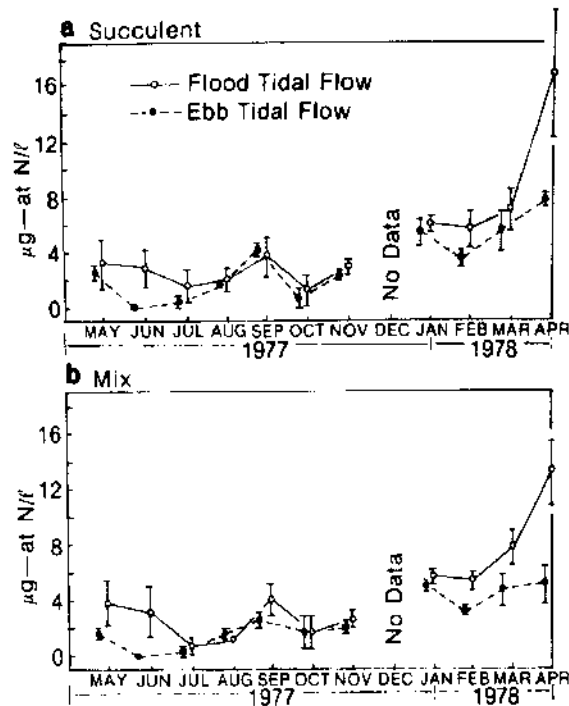 a Succulent
Flood Tidal Flow
Ebb Tidal Flow
μg—at N/ℓ
16
12
8
4
0
No Data
MAY JUN JUL AUG SEP OCT NOV DEC JAN FEB MAR APR
1977 1978
b Mix
μg—at N/ℓ
16
12
8
4
0
No Data
MAY JUN JUL AUG SEP OCT NOV DEC JAN FEB MAR APR
1977 1978